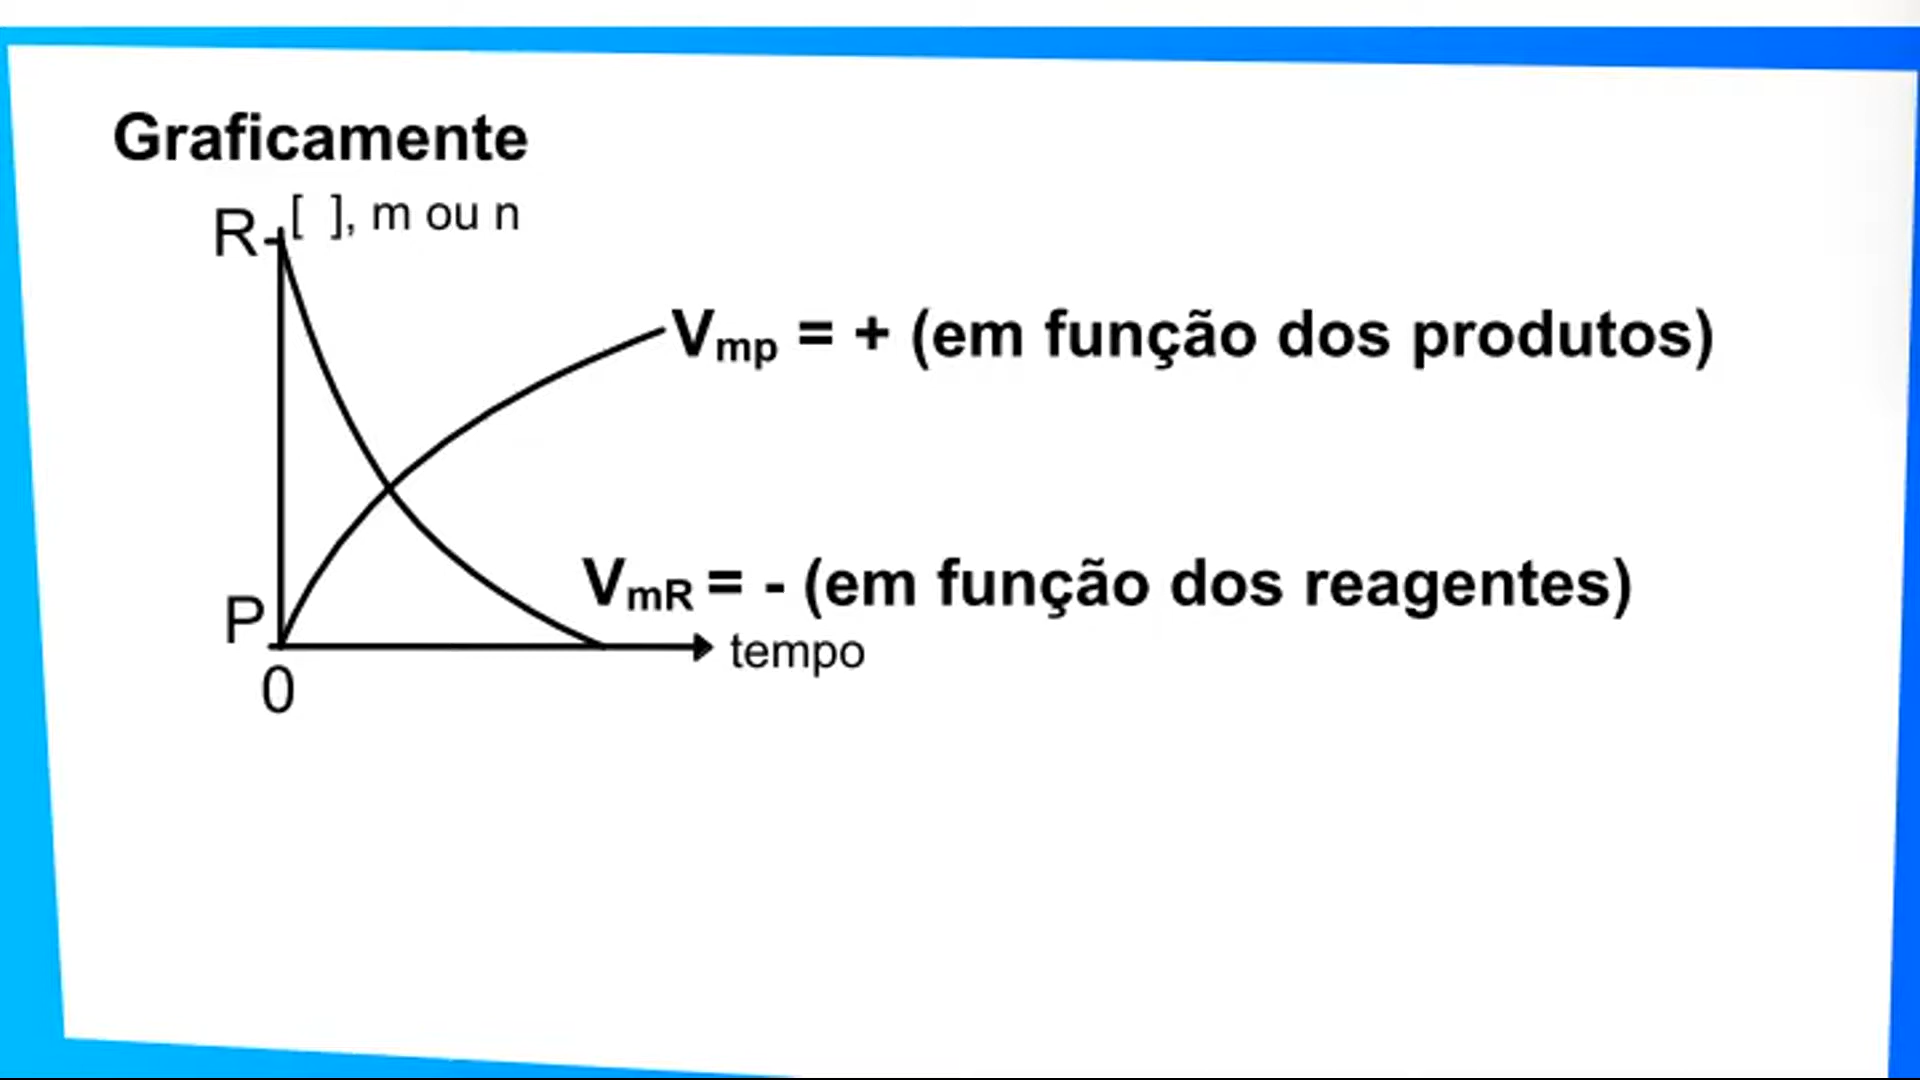 Graficamente
R [ ], m ou n
Vmp = + (em função dos produtos)
VmR = - (em função dos reagentes)
P
tempo
0